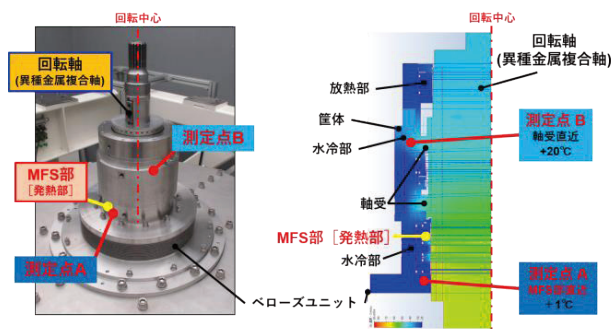 回転中心
回転軸
(異種金属複合軸)
測定点B
MFS部
[発熱部]
測定点A
ベローズユニット
回転中心
回転軸
(異種金属複合軸)
放熱部
筐体
水冷部
測定点 B
軸受直近
+20℃
軸受
MFS部 [発熱部]
水冷部
測定点 A
MFS部直近
+1℃